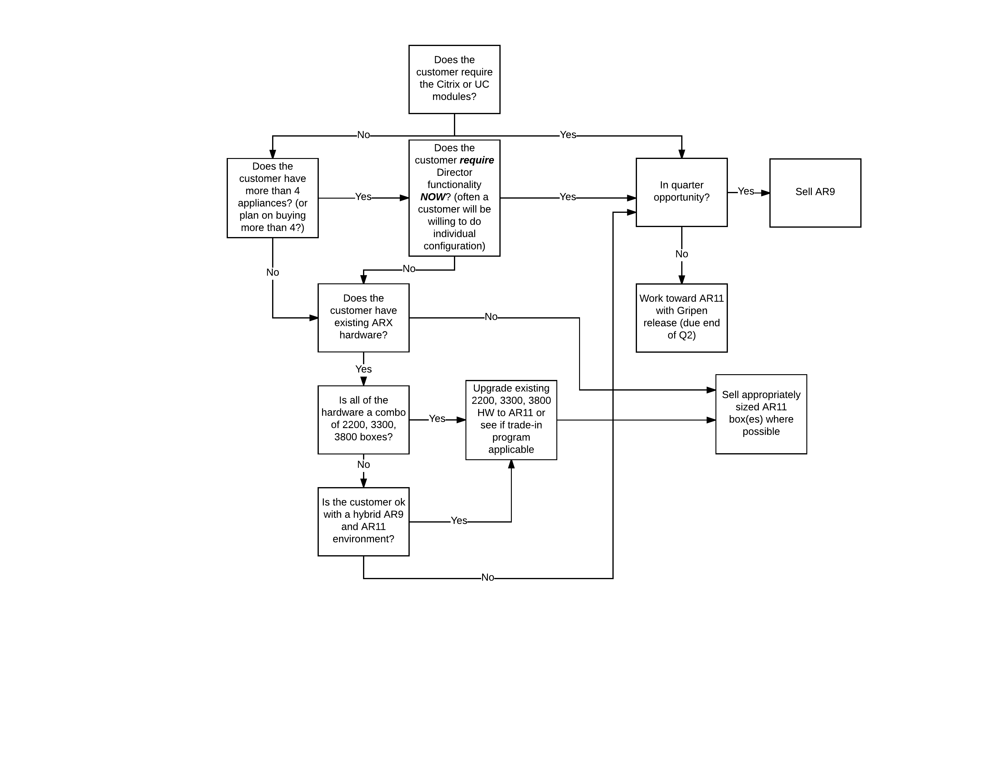 Does the
customer require
the Citrix or UC
modules?
No
Yes
Does the
customer have
more than 4
appliances? (or
plan on buying
more than 4?)
Yes
Does the
customer require
Director
functionality
NOW? (often a
customer will be
willing to do
individual
configuration)
Yes
In quarter
opportunity?
Yes
Sell AR9
No
No
No
Does the
customer have
existing ARX
hardware?
No
Work toward AR11
with Gripen
release (due end
of Q2)
Yes
Is all of the
hardware a combo
of 2200, 3300,
3800 boxes?
Yes
Upgrade existing
2200, 3300, 3800
HW to AR11 or
see if trade-in
program
applicable
Sell appropriately
sized AR11
box(es) where
possible
No
Is the customer ok
with a hybrid AR9
and AR11
environment?
Yes
No